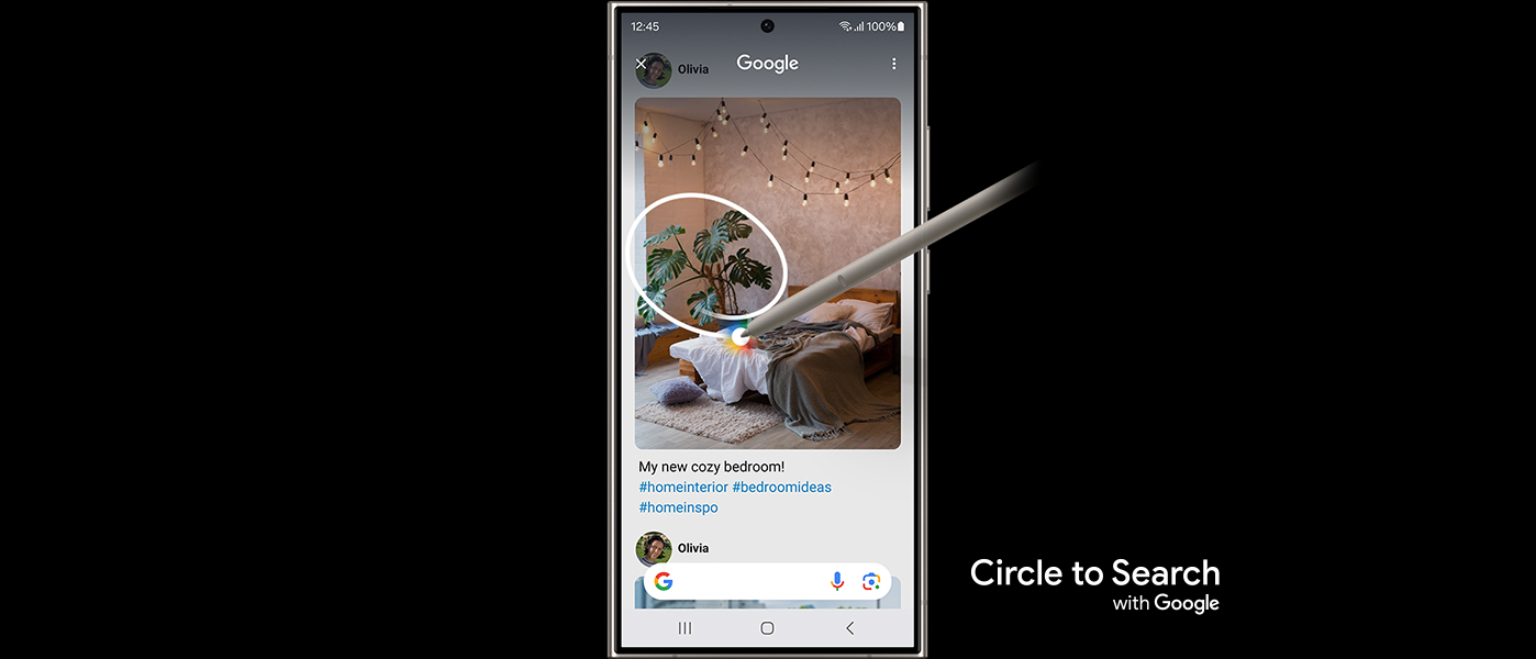 12:45
100%
Olivia
Google
My new cozy bedroom!
#homeinterior #bedroomideas
#homeinspo
Olivia
G
Circle to Search
with Google